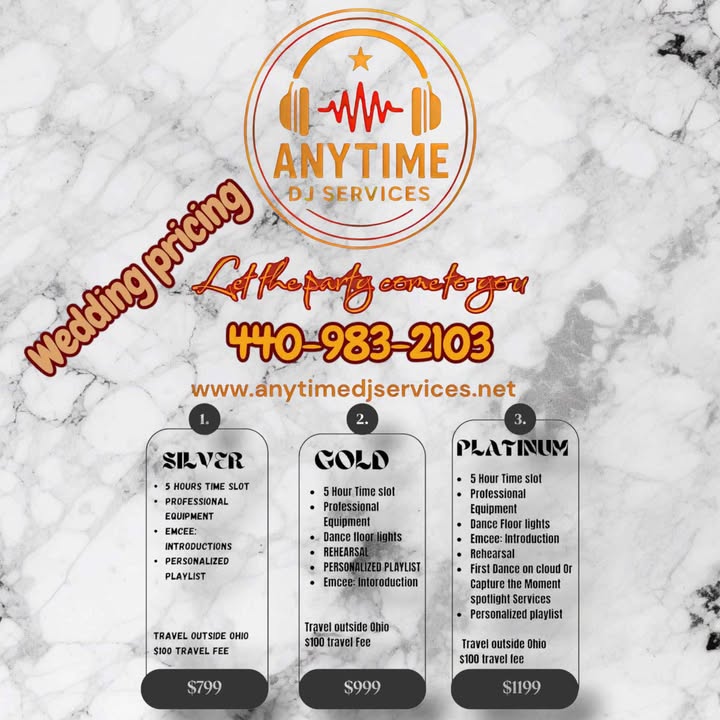 ANYTIME
DJ SERVICES
Wedding pricing
Let the party come to you
440-983-2103
www.anytimedjservices.net
1.
SILVER
• 5 HOURS TIME SLOT
• PROFESSIONAL
EQUIPMENT
• EMCEE:
INTRODUCTIONS
• PERSONALIZED
PLAYLIST
TRAVEL OUTSIDE OHIO
$100 TRAVEL FEE
$799
2.
GOLD
• 5 Hour Time slot
• Professional
Equipment
• Dance floor lights
• REHEARSAL
• PERSONALIZED PLAYLIST
• Emcee: Intoroduction
Travel outside Ohio
$100 travel Fee
$999
3.
PLATINUM
• 5 Hour Time slot
• Professional
Equipment
• Dance Floor lights
• Emcee: Introduction
• Rehearsal
• First Dance on cloud Or
Capture the Moment
spotlight Services
• Personalized playlist
Travel outside Ohio
$100 travel fee
$1199